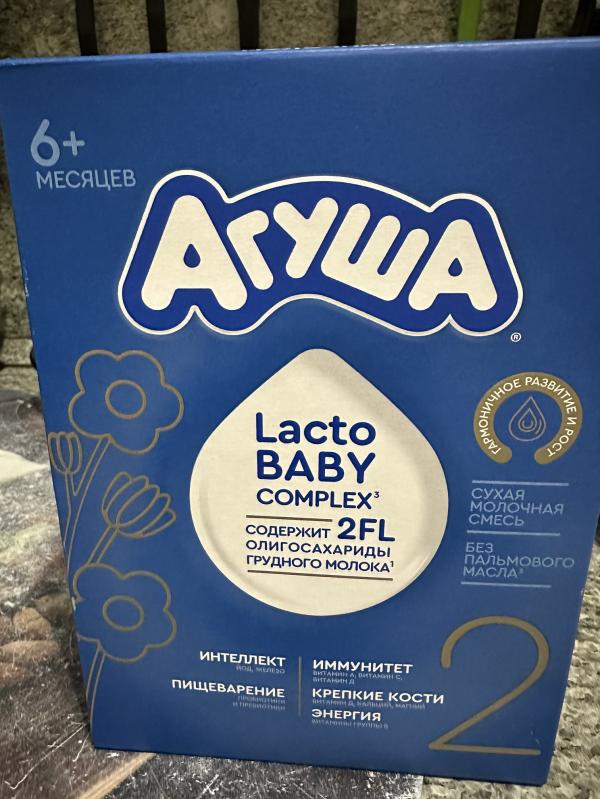 6+
МЕСЯЦЕВ
АГУША
®
ГАРМОНИЧНОЕ РАЗВИТИЕ И РОСТ
Lacto
BABY
COMPLEX³
СОДЕРЖИТ 2FL
ОЛИГОСАХАРИДЫ
ГРУДНОГО МОЛОКА¹
СУХАЯ
МОЛОЧНАЯ
СМЕСЬ
БЕЗ
ПАЛЬМОВОГО
МАСЛА
ИНТЕЛЛЕКТ
ЙОД, ЖЕЛЕЗО
ПИЩЕВАРЕНИЕ
ПРОБИОТИКИ
И ПРЕБИОТИКИ
ИММУНИТЕТ
ВИТАМИН А, ВИТАМИН С,
ВИТАМИН Д
КРЕПКИЕ КОСТИ
ВИТАМИН Д, КАЛЬЦИЙ, МАГНИЙ
ЭНЕРГИЯ
ВИТАМИНЫ ГРУППЫ В
2